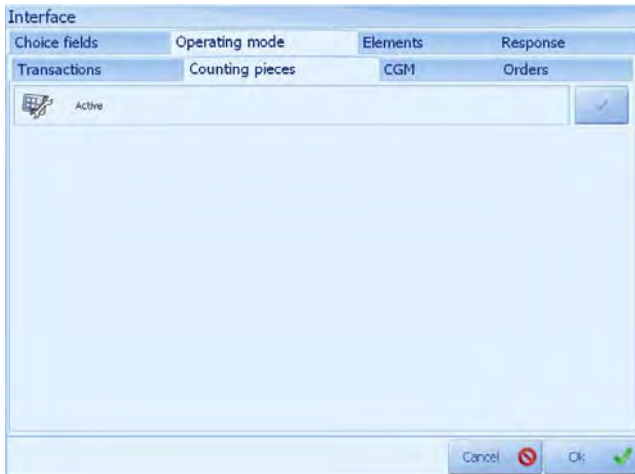 Interface
Choice fields Operating mode Elements Response
Transactions Counting pieces CGM Orders
Active
Cancel Ok